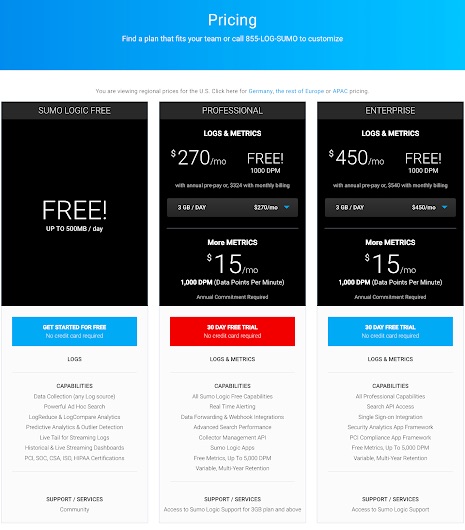 Pricing
Find a plan that fits your team or call 855-LOG-SUMO to customize
You are viewing regional prices for the U.S. Click here for Germany, the rest of Europe or APAC pricing.
SUMO LOGIC FREE
FREE!
UP TO 500MB / day
GET STARTED FOR FREE
No credit card required
LOGS
CAPABILITIES
Data Collection (any Log source)
Powerful Ad Hoc Search
LogReduce & LogCompare Analytics
Predictive Analytics & Outlier Detection
Live Tail for Streaming Logs
Historical & Live Streaming Dashboards
PCI, SOC, CSA, ISO, HIPAA Certifications
SUPPORT / SERVICES
Community
PROFESSIONAL
LOGS & METRICS
$270/mo FREE!
1000 DPM
with annual pre-pay or, $324 with monthly billing
3 GB / DAY $270/mo
More METRICS
$15/mo
1,000 DPM (Data Points Per Minute)
Annual Commitment Required
30 DAY FREE TRIAL
No credit card required
LOGS & METRICS
CAPABILITIES
All Sumo Logic Free Capabilities
Real Time Alerting
Data Forwarding & Webhook Integrations
Advanced Search Performance
Collector Management API
Sumo Logic Apps
Free Metrics, Up To 5,000 DPM
Variable, Multi-Year Retention
SUPPORT / SERVICES
Access to Sumo Logic Support for 3GB plan and above
ENTERPRISE
LOGS & METRICS
$450/mo FREE!
1000 DPM
with annual pre-pay or, $540 with monthly billing
3 GB / DAY $450/mo
More METRICS
$15/mo
1,000 DPM (Data Points Per Minute)
Annual Commitment Required
30 DAY FREE TRIAL
No credit card required
LOGS & METRICS
CAPABILITIES
All Professional Capabilities
Search API Access
Single Sign-on Integration
Security Analytics App Framework
PCI Compliance App Framework
Free Metrics, Up To 5,000 DPM
Variable, Multi-Year Retention
SUPPORT / SERVICES
Access to Sumo Logic Support